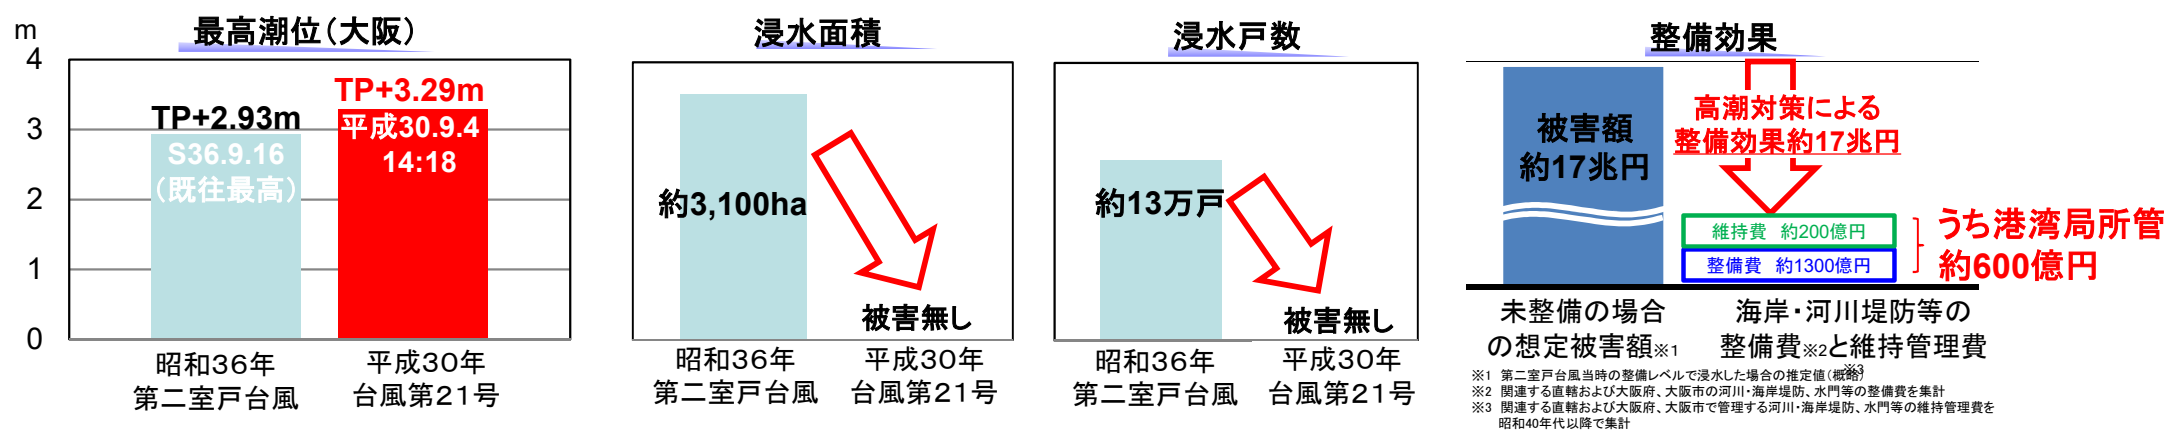 最高潮位（大阪）
m
4
3
2
1
0
TP+2.93m
S36.9.16
（既往最高）
TP+3.29m
平成30.9.4
14:18
昭和３６年
第二室戸台風
平成３０年
台風第２１号
浸水面積
約3,100ha
被害無し
昭和３６年
第二室戸台風
平成３０年
台風第２１号
浸水戸数
約13万戸
被害無し
昭和３６年
第二室戸台風
平成３０年
台風第２１号
整備効果
被害額
約17兆円
高潮対策による
整備効果約17兆円
維持費　約200億円
整備費　約1300億円
うち港湾局所管
約600億円
未整備の場合
の想定被害額※1
海岸・河川堤防等の
整備費※2と維持管理費
※3
※1　第二室戸台風当時の整備レベルで浸水した場合の推定値（概略）
※2　関連する直轄および大阪府、大阪市の河川・海岸堤防、水門等の整備費を集計
※3　関連する直轄および大阪府、大阪市で管理する河川・海岸堤防、水門等の維持管理費を
昭和40年代以降で集計